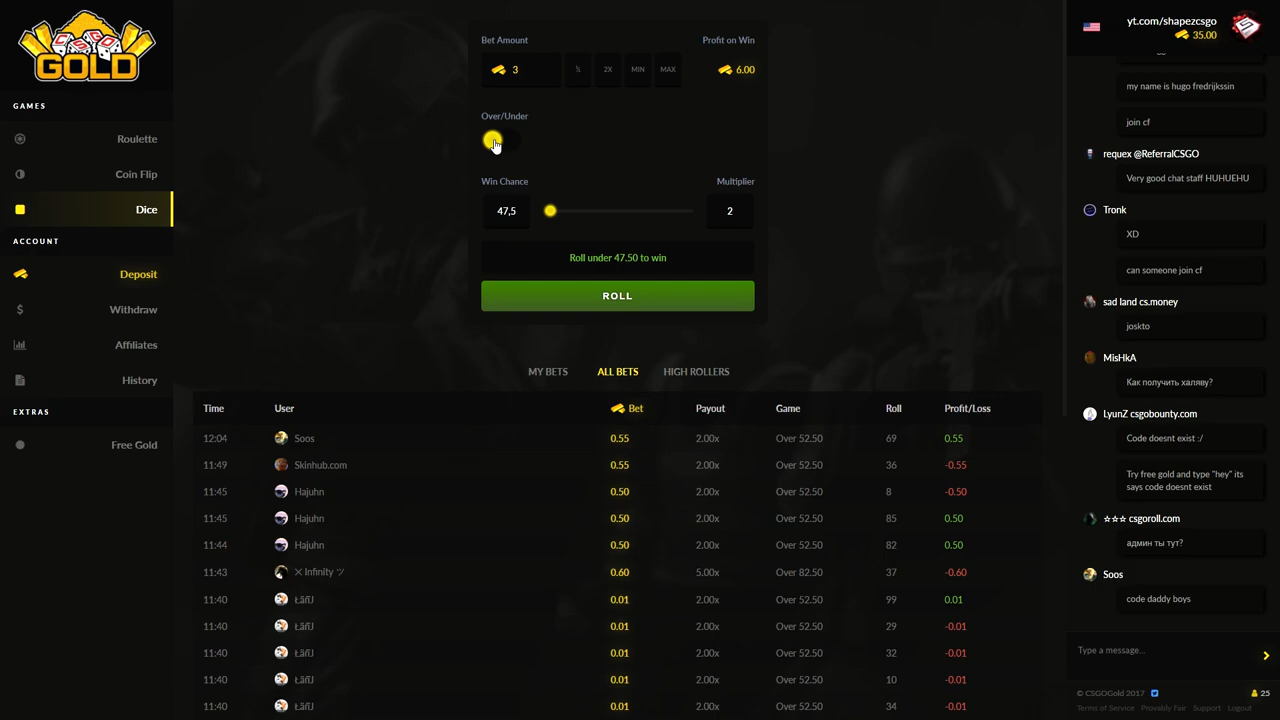 GOLD
GAMES
Roulette
Coin Flip
Dice
ACCOUNT
Deposit
Withdraw
Affiliates
History
EXTRAS
Free Gold
Bet Amount
Profit on Win
3
½
2X
MIN
MAX
6.00
Over/Under
Win Chance
Multiplier
47,5
2
Roll under 47.50 to win
ROLL
MY BETS
ALL BETS
HIGH ROLLERS
Time User Bet Payout Game Roll Profit/Loss
12:04 Soos 0.55 2.00x Over 52.50 69 0.55
11:49 Skinhub.com 0.55 2.00x Over 52.50 36 -0.55
11:45 Hajuhn 0.50 2.00x Over 52.50 8 -0.50
11:45 Hajuhn 0.50 2.00x Over 52.50 85 0.50
11:44 Hajuhn 0.50 2.00x Over 52.50 82 0.50
11:43 Infinity ツ 0.60 5.00x Over 82.50 37 -0.60
11:40 0.01 2.00x Over 52.50 99 0.01
11:40 0.01 2.00x Over 52.50 29 -0.01
11:40 0.01 2.00x Over 52.50 32 -0.01
11:40 0.01 2.00x Over 52.50 10 -0.01
11:40 0.01 2.00x Over 52.50 34 -0.01
yt.com/shapezcsgo
35.00
my name is hugo fredrijkssin
join cf
requex @ReferralCSGO
Very good chat staff HUHUEHU
Tronk
XD
can someone join cf
sad land cs.money
joskto
MisHkA
Как получить халяву?
LyunZ csgobounty.com
Code doesnt exist :/
Try free gold and type "hey" its
says code doesnt exist
☆☆☆ csgoroll.com
админ ты тут?
Soos
code daddy boys
Type a message...
© CSGOGold 2017
25
Terms of Service Provably Fair Support Logout